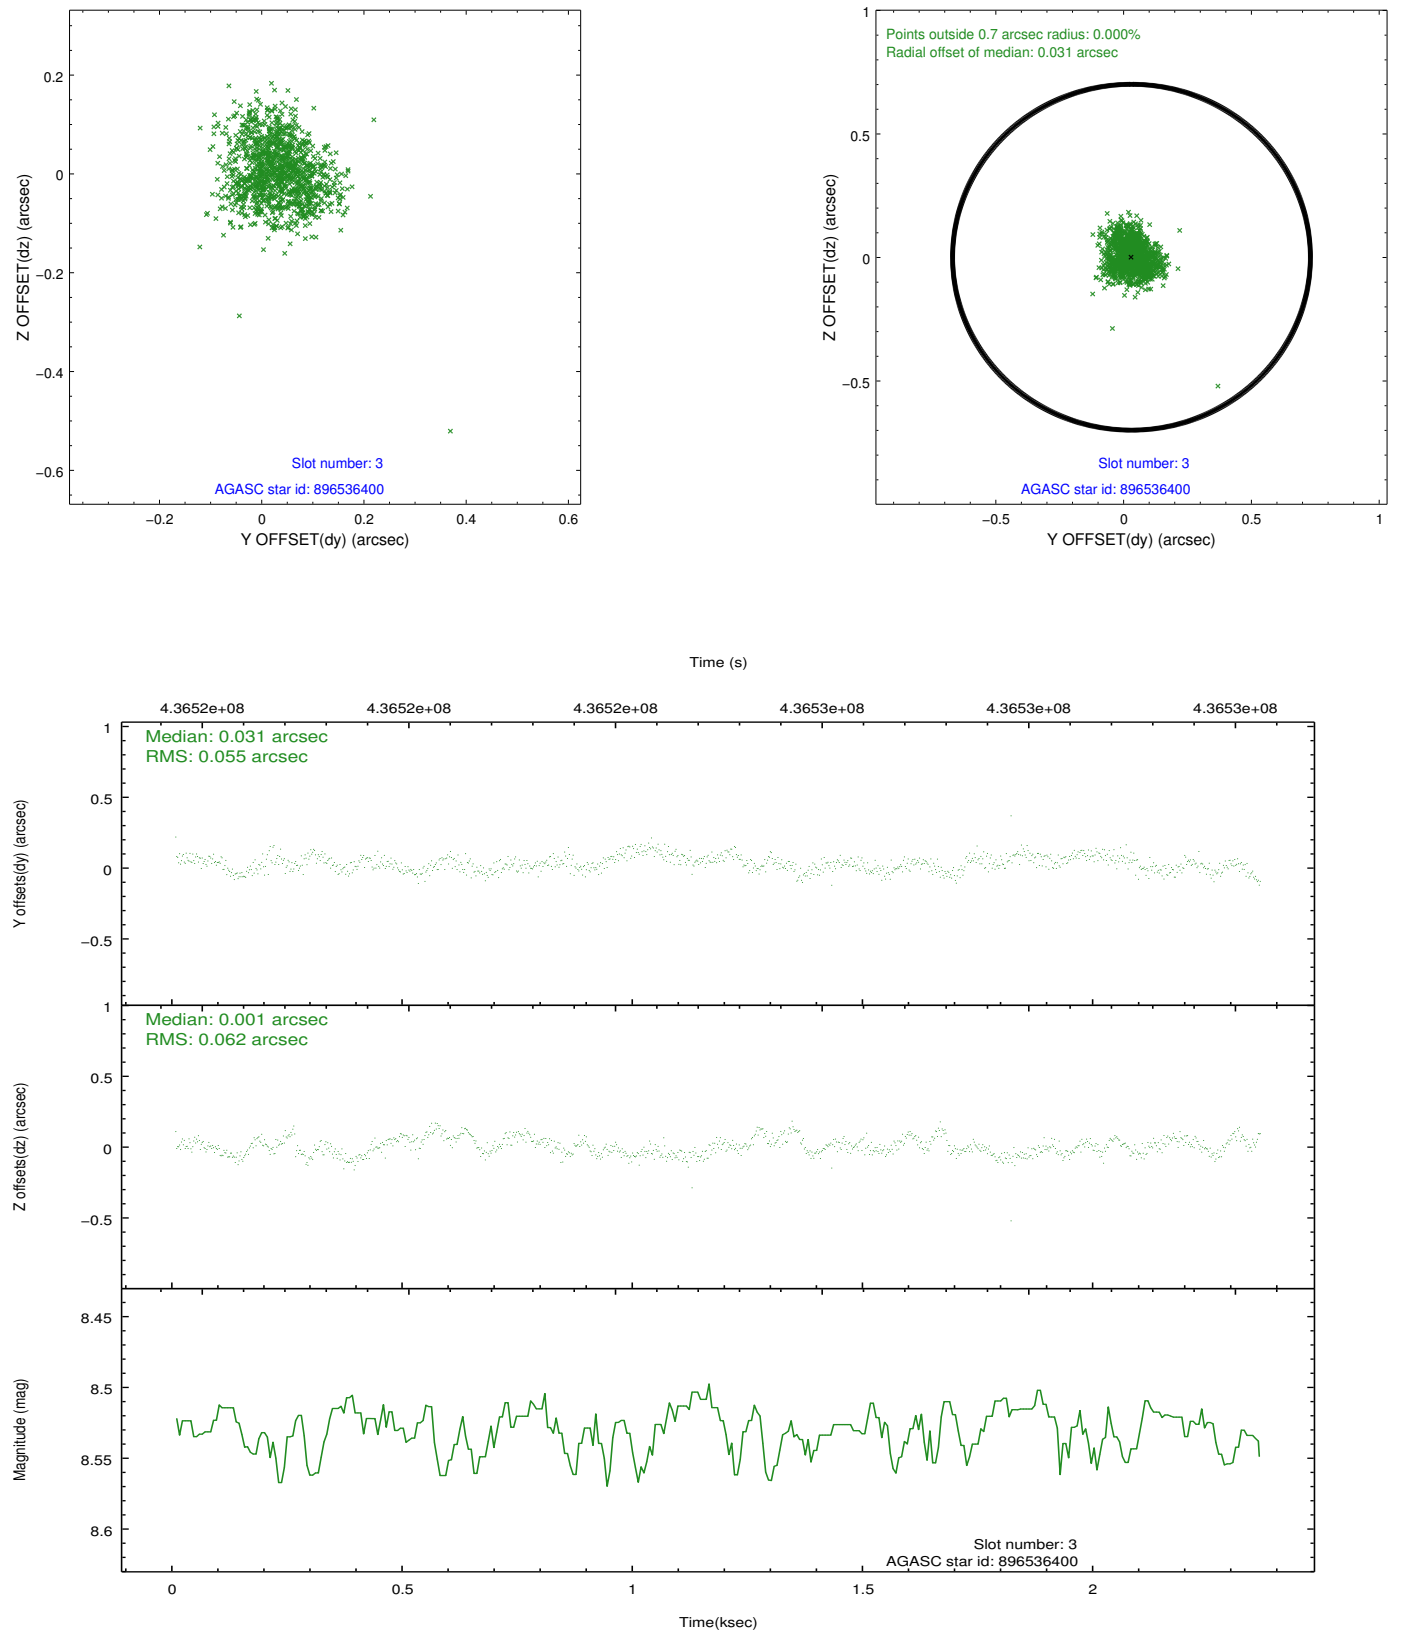 0.2
0
−0.2
−0.4
−0.6
Z OFFSET(dz) (arcsec)
Slot number: 3
AGASC star id: 896536400
−0.2 0 0.2 0.4 0.6
Y OFFSET(dy) (arcsec)
1
0.5
0
−0.5
Z OFFSET(dz) (arcsec)
Points outside 0.7 arcsec radius: 0.000%
Radial offset of median: 0.031 arcsec
Slot number: 3
AGASC star id: 896536400
−0.5 0 0.5 1
Y OFFSET(dy) (arcsec)
Time (s)
4.3652e+08 4.3652e+08 4.3652e+08 4.3653e+08 4.3653e+08 4.3653e+08
1
0.5
0
−0.5
Y offsets(dy) (arcsec)
Median: 0.031 arcsec
RMS: 0.055 arcsec
1
0.5
0
−0.5
Z offsets(dz) (arcsec)
Median: 0.001 arcsec
RMS: 0.062 arcsec
8.45
8.5
8.55
8.6
Magnitude (mag)
Slot number: 3
AGASC star id: 896536400
0 0.5 1 1.5 2
Time(ksec)